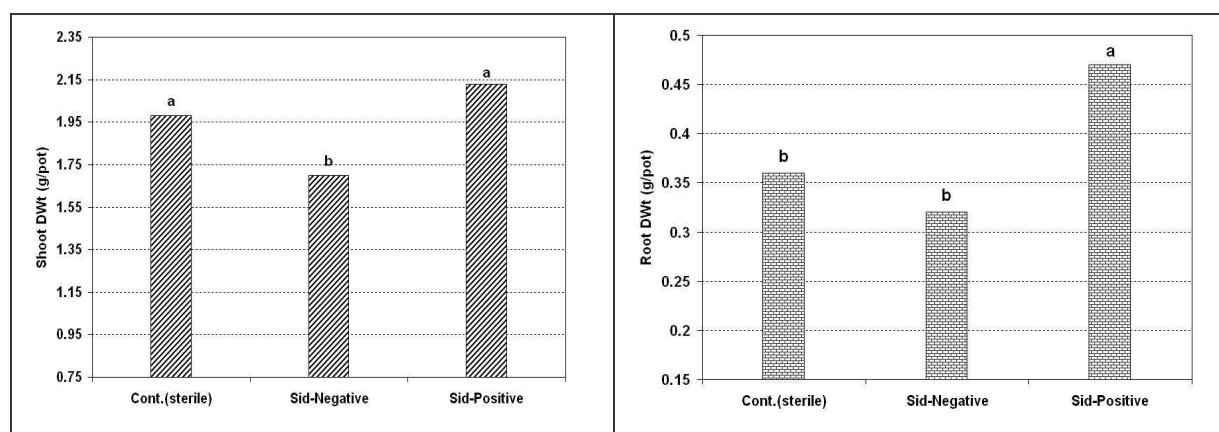 Shoot DWt (g/pot)
2.35
2.15
1.95
1.75
1.55
1.35
1.15
0.95
0.75
a
b
a
Cont.(sterile) Sid-Negative Sid-Positive
Root DWt (g/pot)
0.5
0.45
0.4
0.35
0.3
0.25
0.2
0.15
b
b
a
Cont.(sterile) Sid-Negative Sid-Positive